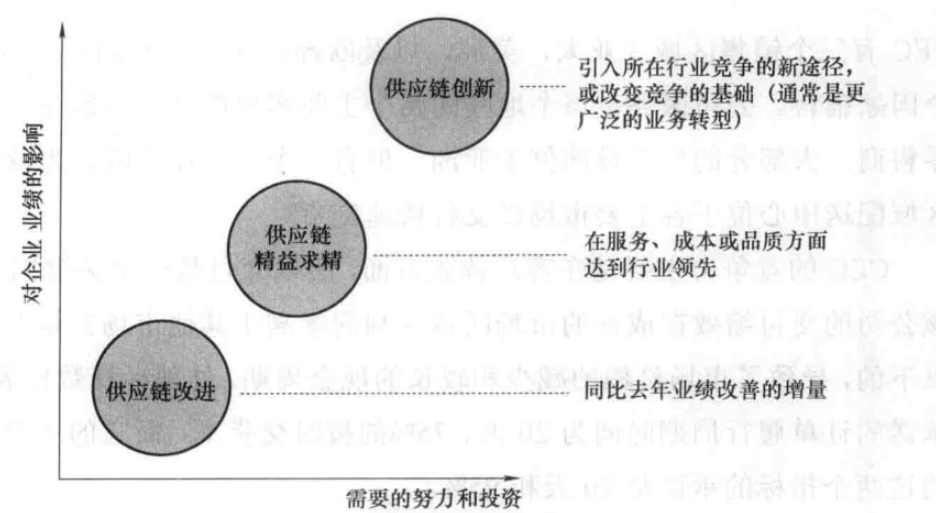 供应链创新
引入所在行业竞争的新途径，
或改变竞争的基础（通常是更
广泛的业务转型）
对企业 业绩的影响
供应链
精益求精
在服务、成本或品质方面
达到行业领先
供应链改进
同比去年业绩改善的增量
需要的努力和投资